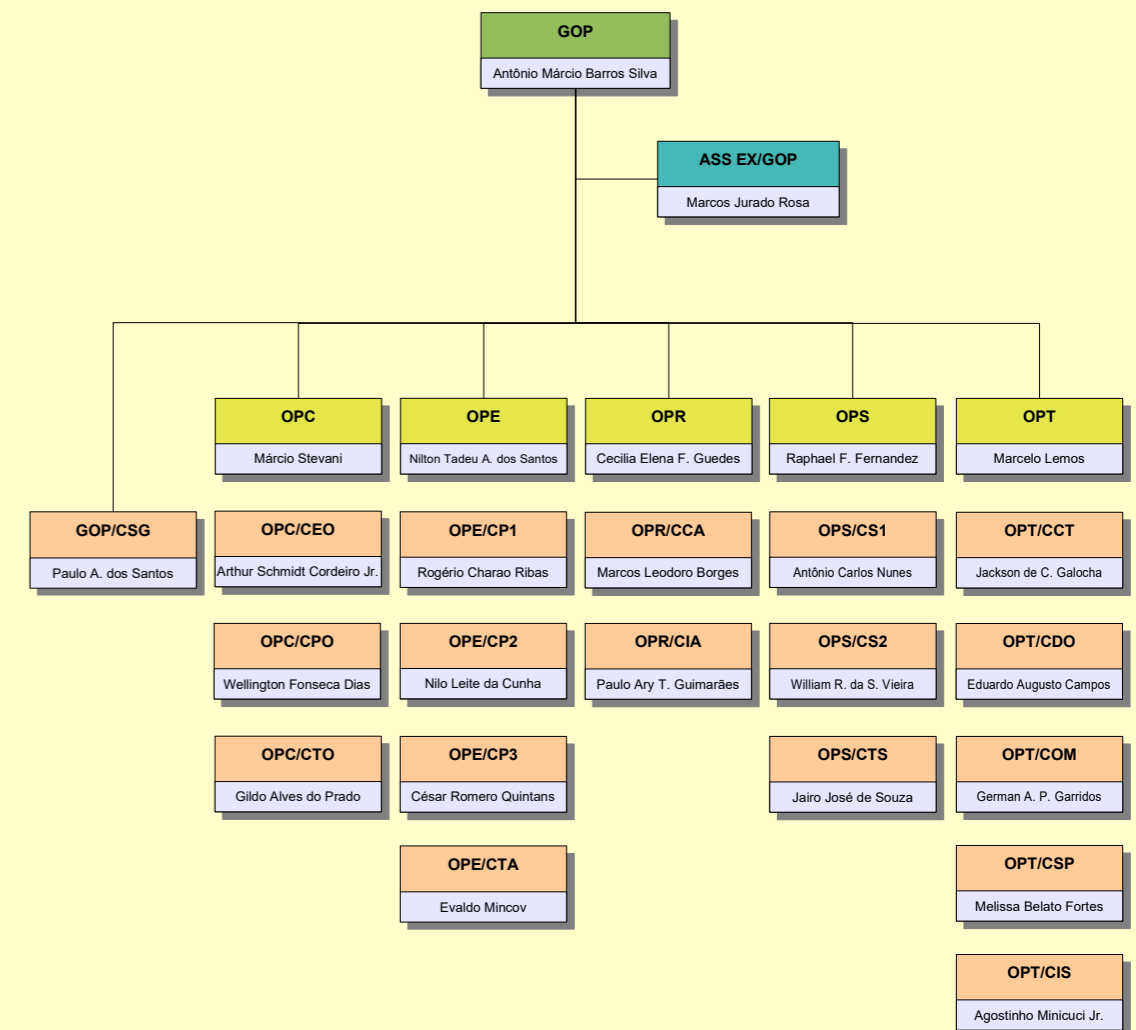 GOP
Antônio Márcio Barros Silva
ASS EX/GOP
Marcos Jurado Rosa
OPC
Márcio Stevani
OPE
Nilton Tadeu A. dos Santos
OPR
Cecilia Elena F. Guedes
OPS
Raphael F. Fernandez
OPT
Marcelo Lemos
GOP/CSG
Paulo A. dos Santos
OPC/CEO
Arthur Schmidt Cordeiro Jr.
OPE/CP1
Rogério Charao Ribas
OPR/CCA
Marcos Leodoro Borges
OPS/CS1
Antônio Carlos Nunes
OPT/CCT
Jackson de C. Galocha
OPC/CPO
Wellington Fonseca Dias
OPE/CP2
Nilo Leite da Cunha
OPR/CIA
Paulo Ary T. Guimarães
OPS/CS2
William R. da S. Vieira
OPT/CDO
Eduardo Augusto Campos
OPC/CTO
Gildo Alves do Prado
OPE/CP3
César Romero Quintans
OPS/CTS
Jairo José de Souza
OPT/COM
German A. P. Garridos
OPE/CTA
Evaldo Mincov
OPT/CSP
Melissa Belato Fortes
OPT/CIS
Agostinho Minicuci Jr.